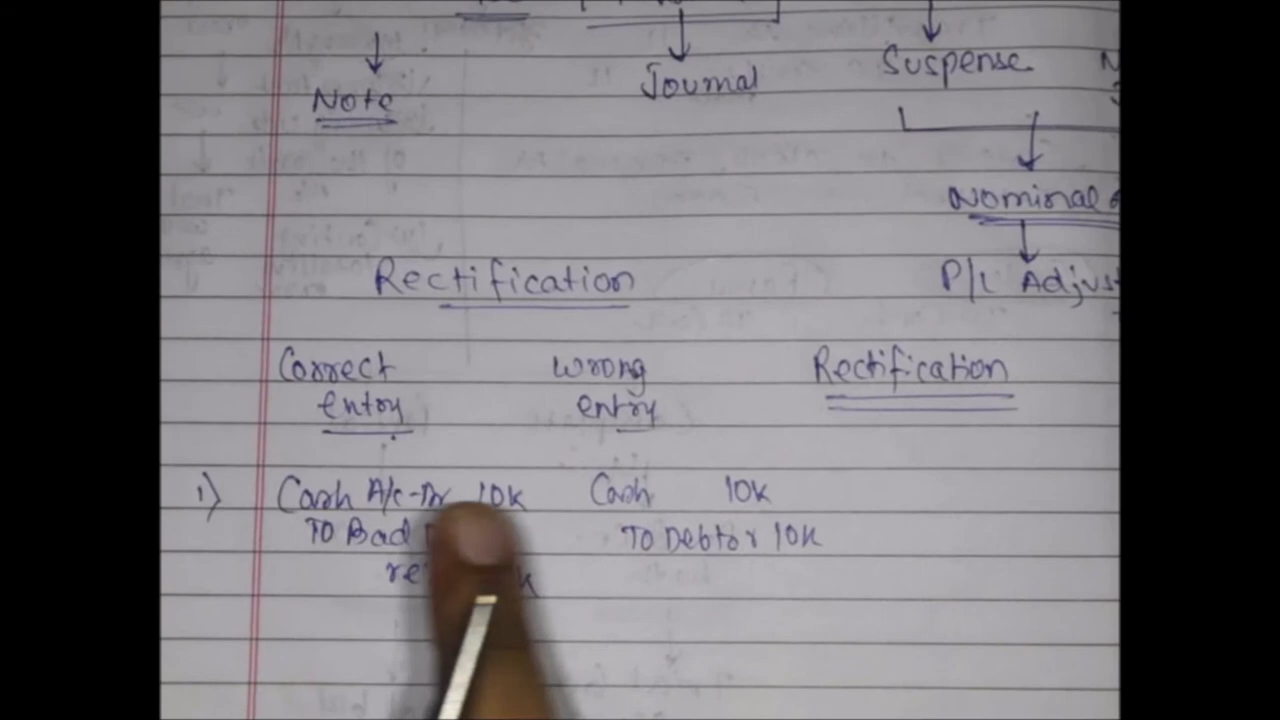 Note
Journal
Suspense
Nominal
P/L Adjust
Rectification
Correct entry
Wrong entry
Rectification
1) Cash A/c-Dr 10K
To Bad
Cash 10K
To Debtor 10K